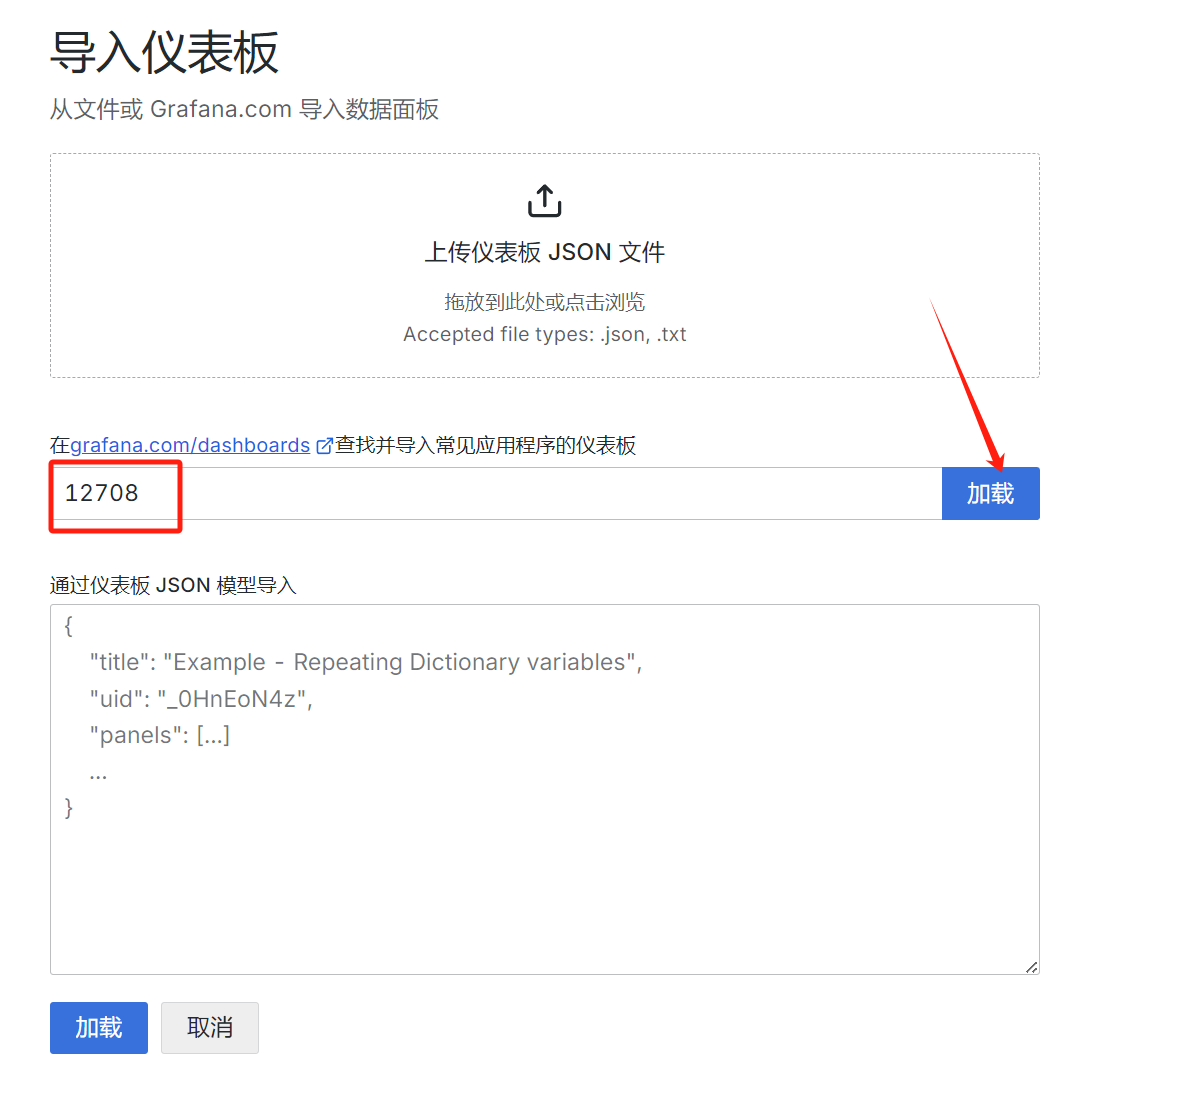 导入仪表板
从文件或 Grafana.com 导入数据面板
上传仪表板 JSON 文件
拖放到此处或点击浏览
Accepted file types: .json, .txt
在grafana.com/dashboards查找并导入常见应用程序的仪表板
12708
加载
通过仪表板 JSON 模型导入
{
"title": "Example - Repeating Dictionary variables",
"uid": "_0HnEoN4z",
"panels": [...]
...
}
加载
取消